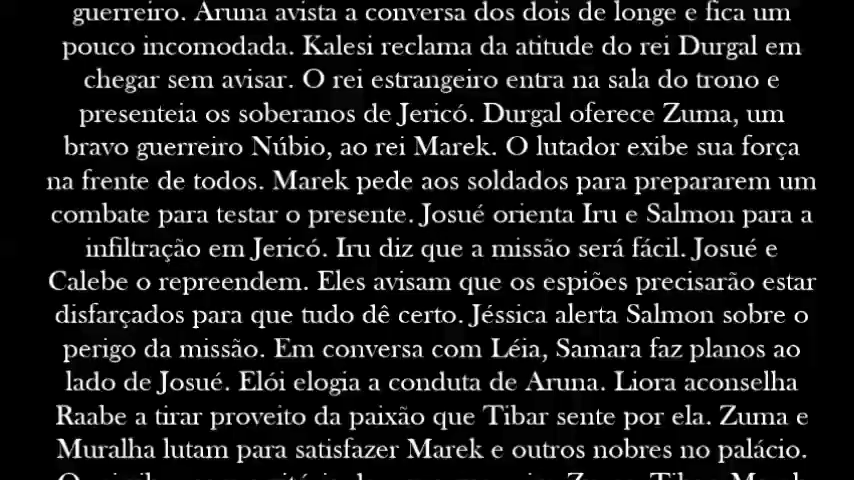 guerreiro. Aruna avista a conversa dos dois de longe e fica um
pouco incomodada. Kalesi reclama da atitude do rei Durgal em
chegar sem avisar. O rei estrangeiro entra na sala do trono e
presenteia os soberanos de Jericó. Durgal oferece Zuma, um
bravo guerreiro Núbio, ao rei Marek. O lutador exibe sua força
na frente de todos. Marek pede aos soldados para prepararem um
combate para testar o presente. Josué orienta Iru e Salmon para a
infiltração em Jericó. Iru diz que a missão será fácil. Josué e
Calebe o repreendem. Eles avisam que os espiões precisarão estar
disfarçados para que tudo dê certo. Jéssica alerta Salmon sobre o
perigo da missão. Em conversa com Léia, Samara faz planos ao
lado de Josué. Elói elogia a conduta de Aruna. Liora aconselha
Raabe a tirar proveito da paixão que Tibar sente por ela. Zuma e
Muralha lutam para satisfazer Marek e outros nobres no palácio.